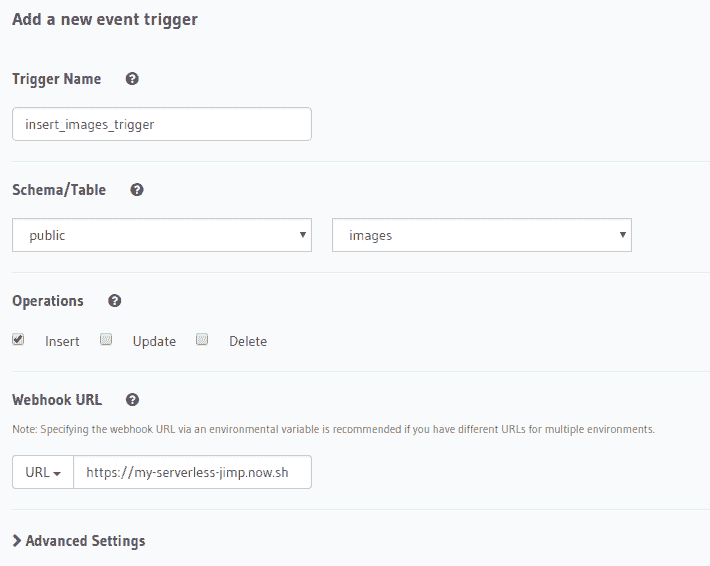 Add a new event trigger
Trigger Name
insert_images_trigger
Schema/Table
public images
Operations
Insert Update Delete
Webhook URL
Note: Specifying the webhook URL via an environmental variable is recommended if you have different URLs for multiple environments.
URL https://my-serverless-jimp.now.sh
Advanced Settings